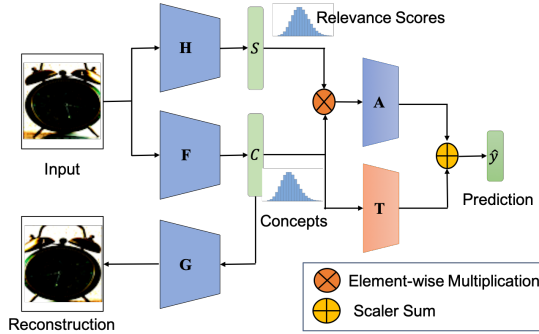 Relevance Scores
H
S
A
Input
F
C
ŷ
Prediction
Concepts
T
G
Reconstruction
Element-wise Multiplication
Scaler Sum